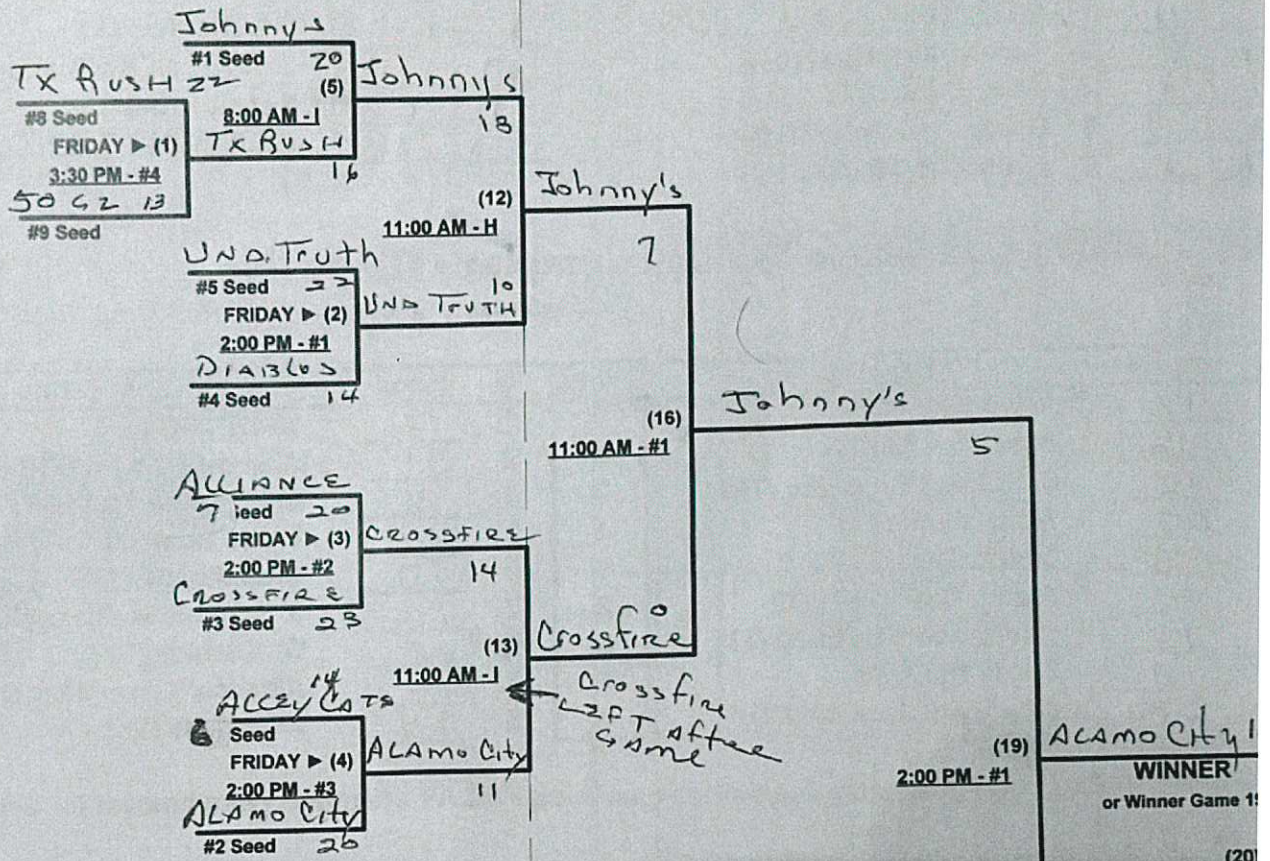 Johnnys
#1 Seed 20
TX RUSH 22
(5)
Johnnys
#8 Seed
8:00 AM - I
18
FRIDAY ► (1)
TX RUSH
3:30 PM - #4
16
50 GZ 13
(12)
Johnny's
#9 Seed
11:00 AM - H
7
UND. Truth
#5 Seed 22
10
FRIDAY ► (2)
UND TRUTH
2:00 PM - #1
DIABLOS
#4 Seed 14
(16)
Johnny's
11:00 AM - #1
5
ALLIANCE
7 Seed 20
FRIDAY ► (3)
CROSSFIRE
2:00 PM - #2
14
CROSSFIRE
#3 Seed 23
0
(13)
Crossfire
11:00 AM - I
Crossfire
LEFT AFTER
GAME
14
ALLEY CATS
6 Seed
FRIDAY ► (4)
ALAMO City
2:00 PM - #3
11
ALAMO City
#2 Seed 26
(19)
ALAMO City
2:00 PM - #1
WINNER
or Winner Game
(20)